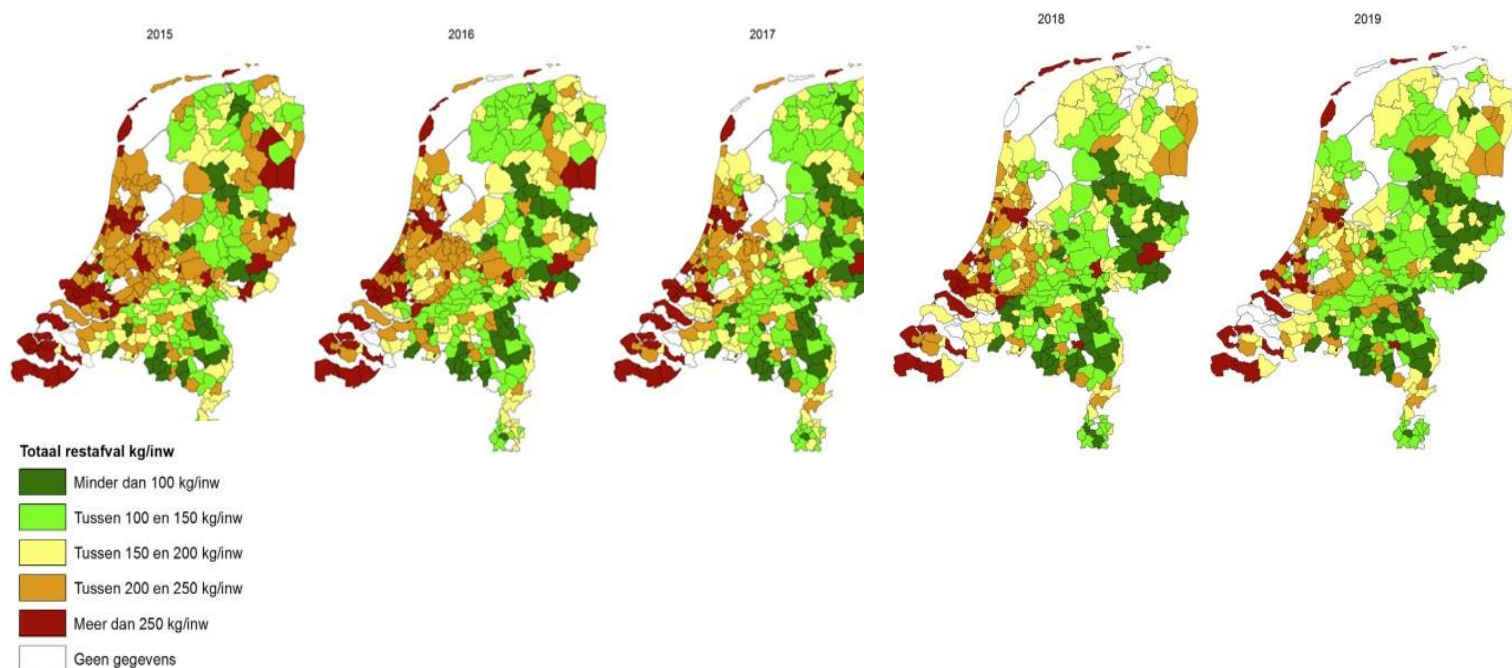 2015
2016
2017
2018
2019
Totaal restafval kg/inw
Minder dan 100 kg/inw
Tussen 100 en 150 kg/inw
Tussen 150 en 200 kg/inw
Tussen 200 en 250 kg/inw
Meer dan 250 kg/inw
Geen gegevens